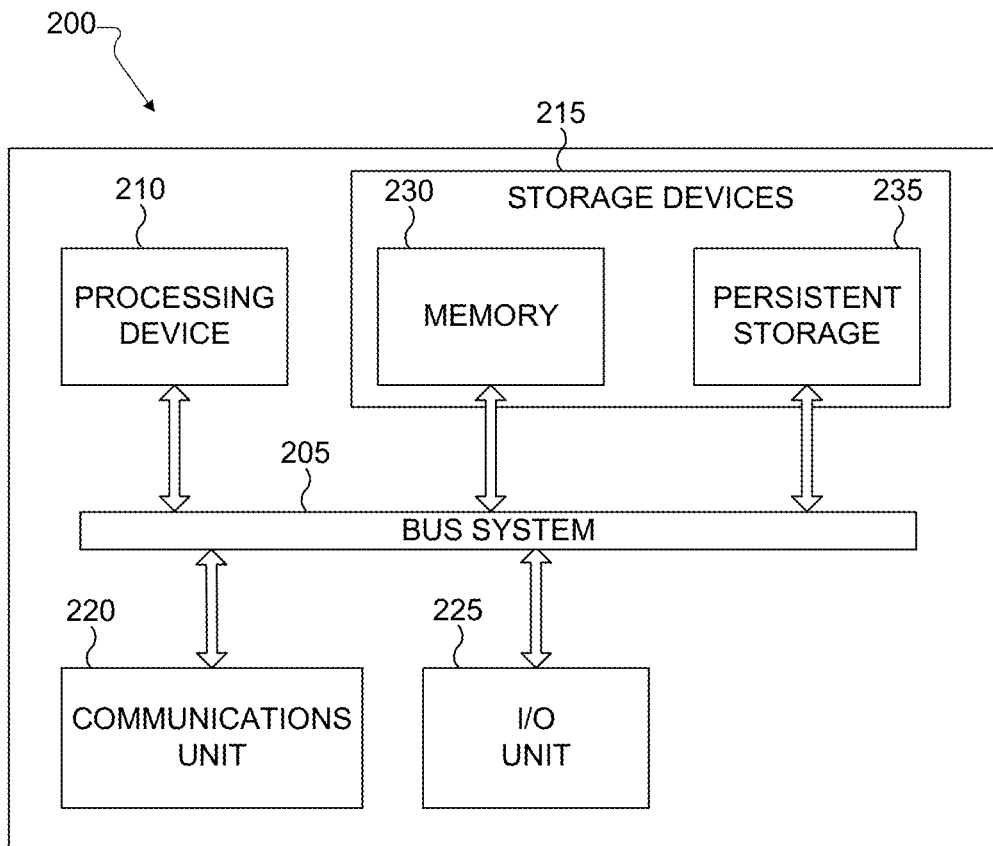 200
215
210
STORAGE DEVICES
230
235
PROCESSING
DEVICE
MEMORY
PERSISTENT
STORAGE
205
BUS SYSTEM
220
225
COMMUNICATIONS
UNIT
I/O
UNIT